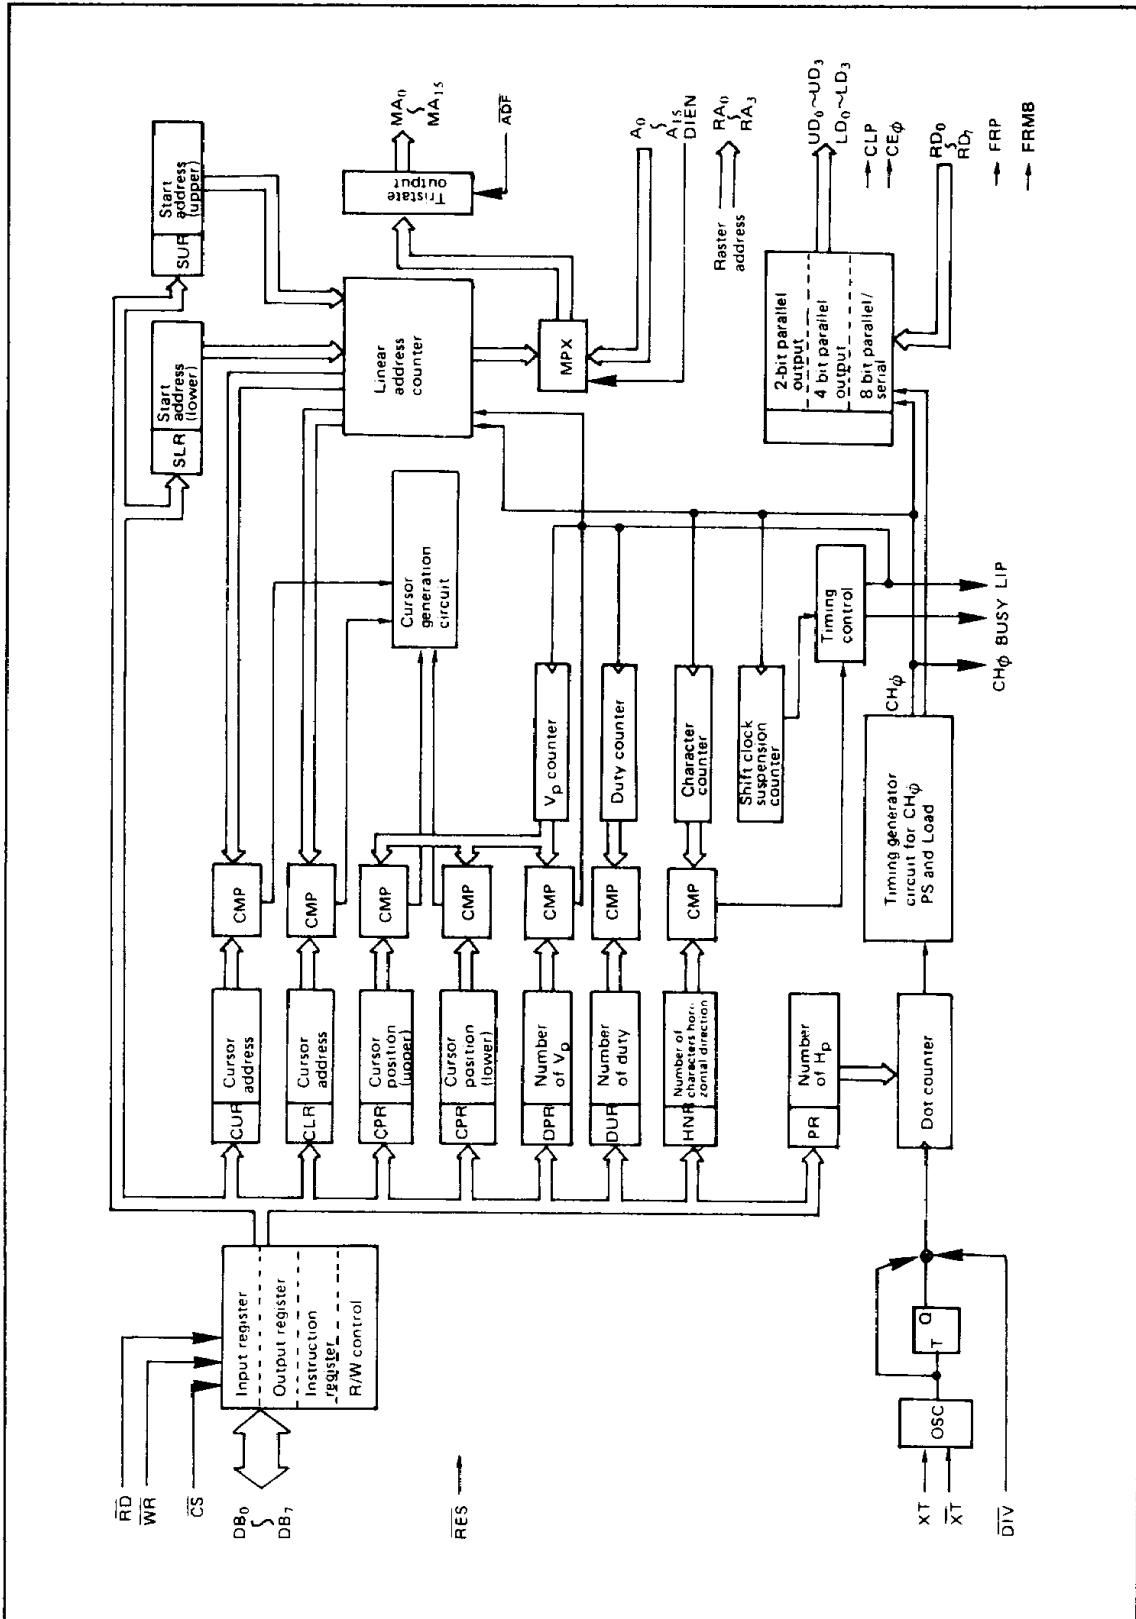 RD
WR
CS
DB0
DB7
RES
Input register
Output register
Instruction
register
R/W control
XT
XT
DIV
OSC
T Q
SLR
Start
address
(lower)
SUR
Start
address
(upper)
CUR
Cursor
address
CMP
CLR
Cursor
address
CMP
CPR
Cursor
position
(upper)
CMP
CPR
Cursor
position
(lower)
CMP
DPR
Number
of Vp
CMP
Vp counter
DUR
Number
of duty
CMP
Duty counter
HNR
Number of
characters hori-
zontal direction
CMP
Character
counter
Shift clock
suspension
counter
PR
Number
of Hp
Dot counter
Timing generator
circuit for CHϕ
PS and Load
CHϕ
Timing
control
CHϕ BUSY LIP
Cursor
generation
circuit
Linear
address
counter
MPX
Tristate
output
MA0
MA15
ADF
A0
A15
DIEN
Raster
address
RA0
RA3
2-bit parallel
output
4 bit parallel
output
8 bit parallel/
serial
UD0~UD3
LD0~LD3
CLP
CEϕ
RD0
RD7
FRP
FRMB